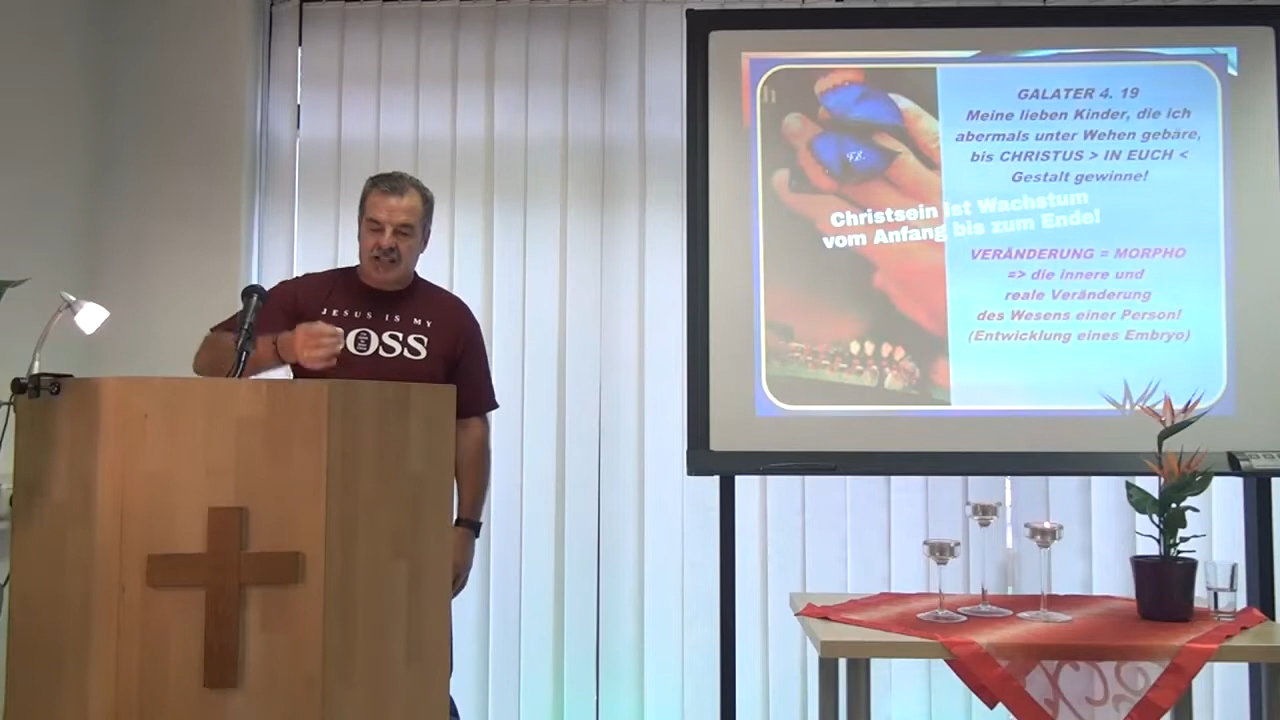 JESUS IS MY
BOSS
GALATER 4. 19
Meine lieben Kinder, die ich
abermals unter Wehen gebäre,
bis CHRISTUS > IN EUCH <
Gestalt gewinne!
Christsein ist Wachstum
vom Anfang bis zum Ende!
VERÄNDERUNG = MORPHO
=> die innere und
reale Veränderung
des Wesens einer Person!
(Entwicklung eines Embryo)